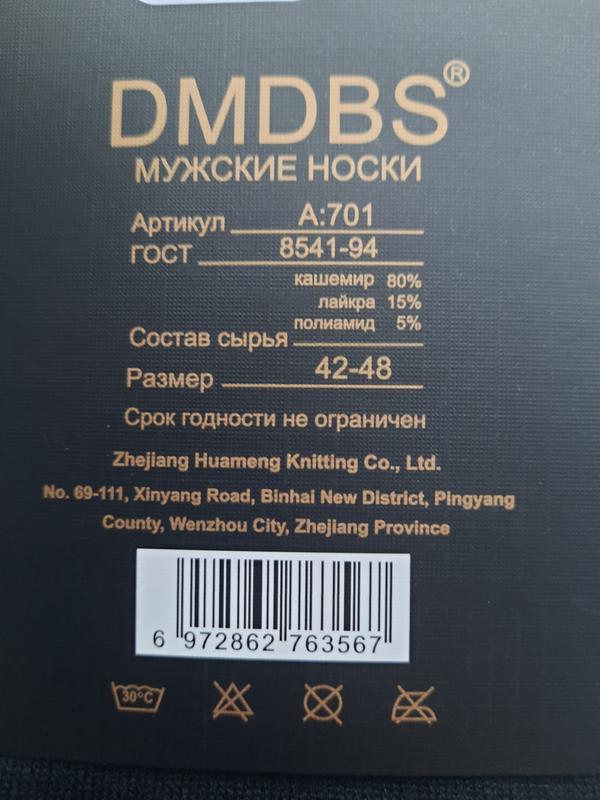 DMDBS®
МУЖСКИЕ НОСКИ
Артикул А:701
ГОСТ 8541-94
кашемир 80%
лайкра 15%
полиамид 5%
Состав сырья
Размер 42-48
Срок годности не ограничен
Zhejiang Huameng Knitting Co., Ltd.
No. 69-111, Xinyang Road, Binhai New District, Pingyang
County, Wenzhou City, Zhejiang Province
6 972862 763567
30°C